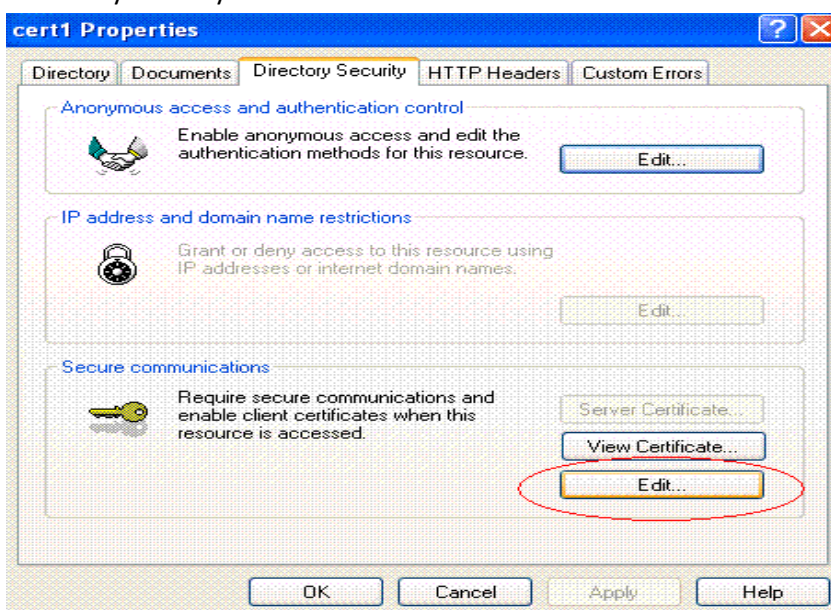 cert1 Properties
Directory Documents Directory Security HTTP Headers Custom Errors
Anonymous access and authentication control
Enable anonymous access and edit the
authentication methods for this resource.
Edit...
IP address and domain name restrictions
Grant or deny access to this resource using
IP addresses or internet domain names.
Edit...
Secure communications
Require secure communications and
enable client certificates when this
resource is accessed.
Server Certificate...
View Certificate...
Edit...
OK Cancel Apply Help